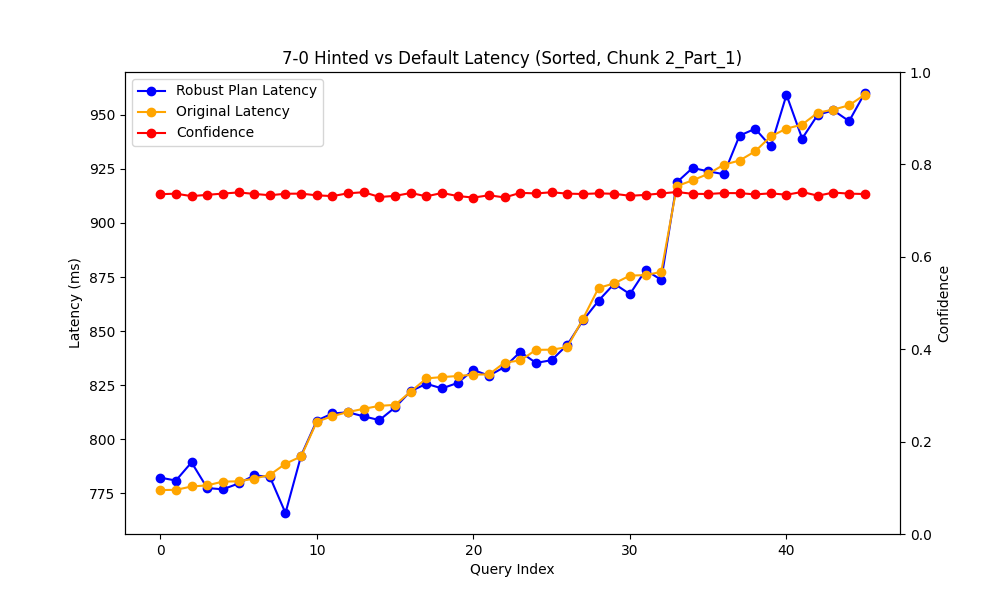 7-0 Hinted vs Default Latency (Sorted, Chunk 2_Part_1)
Robust Plan Latency
Original Latency
Confidence
Latency (ms)
950
925
900
875
850
825
800
775
1.0
0.8
0.6
0.4
0.2
0.0
Confidence
0 10 20 30 40
Query Index